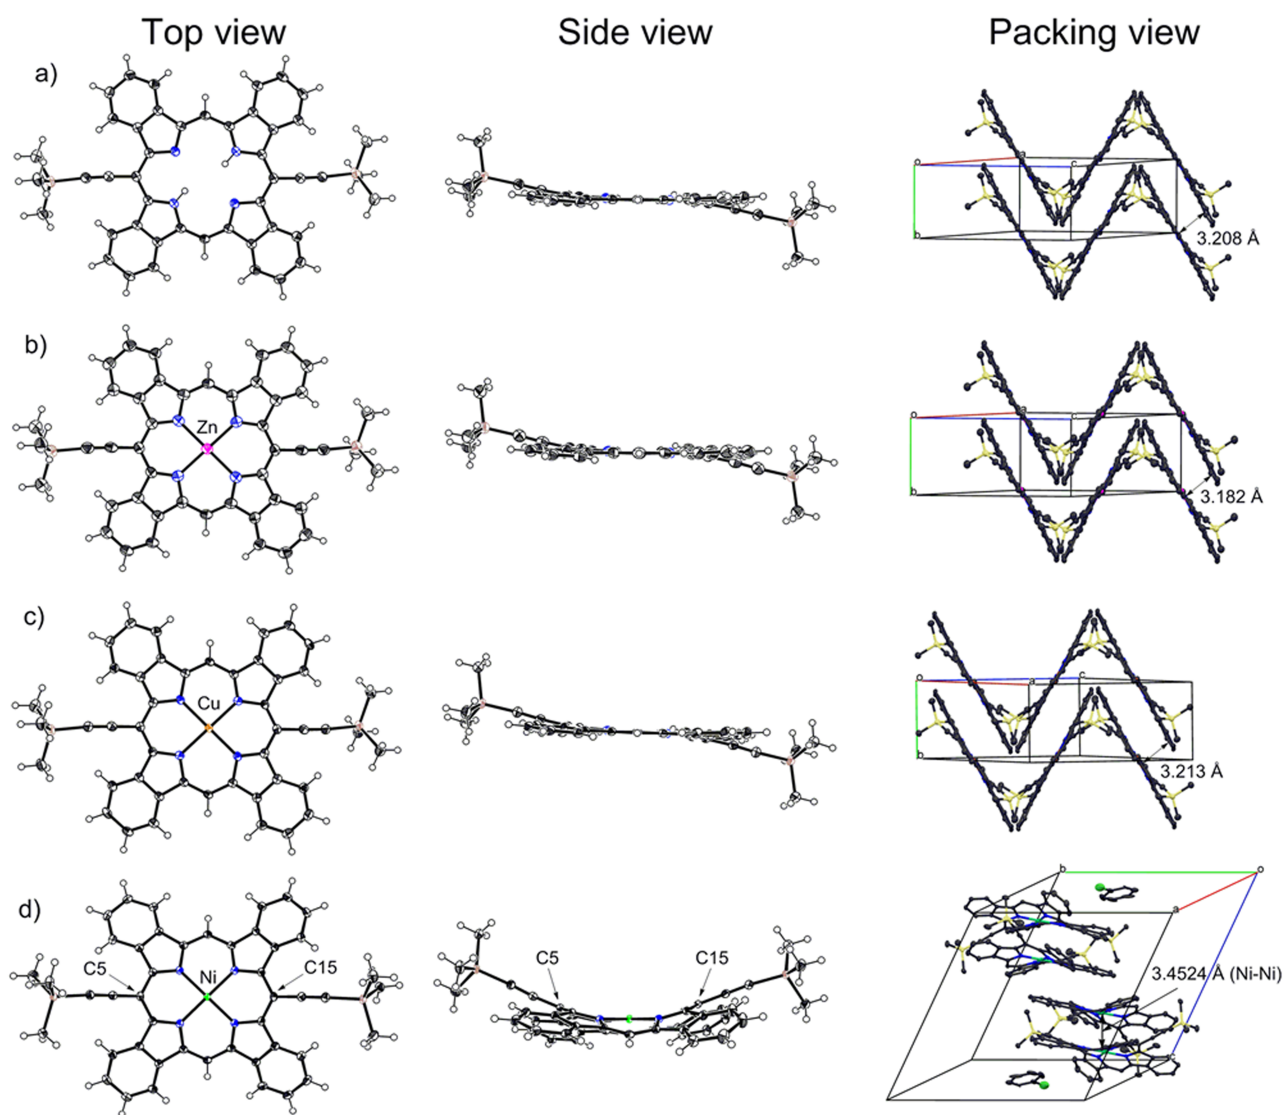 Top view Side view Packing view
a)
o a c
b
3.208 Å
b)
Zn
o a c
b
3.182 Å
c)
Cu
o a c
b
3.213 Å
d)
C5 Ni C15
C5 C15
b o
a
3.4524 Å (Ni-Ni)
c